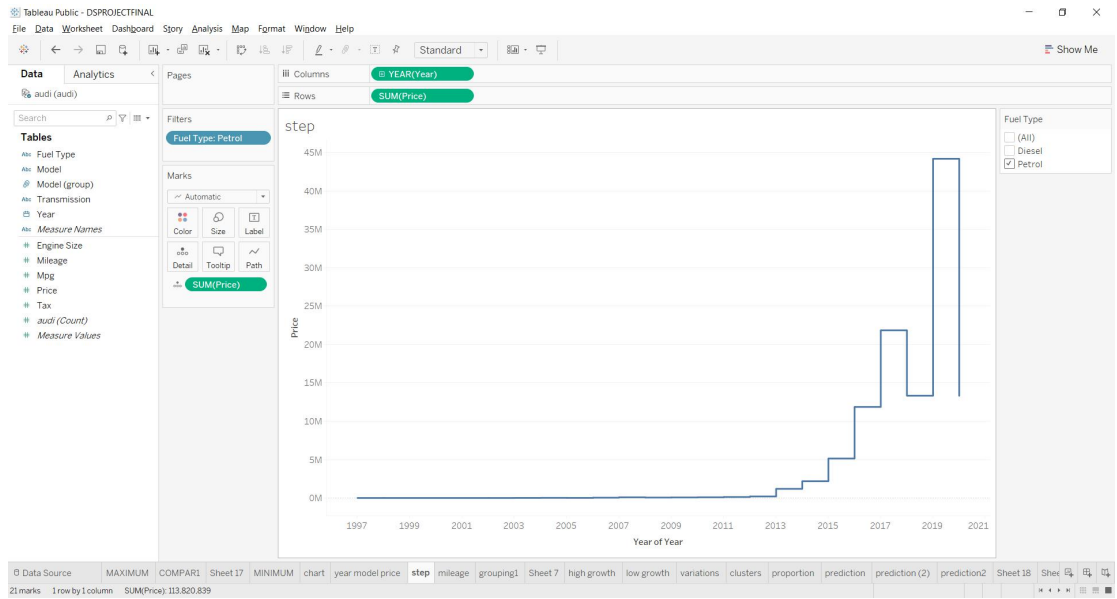 Tableau Public - DSPROJECTFINAL
File Data Worksheet Dashboard Story Analysis Map Format Window Help
Standard
Show Me
Data Analytics
audi (audi)
Search
Tables
Abc Fuel Type
Abc Model
Model (group)
Abc Transmission
Year
Abc Measure Names
# Engine Size
# Mileage
# Mpg
# Price
# Tax
# audi (Count)
# Measure Values
Pages
Filters
Fuel Type: Petrol
Marks
Automatic
Color Size Label
Detail Tooltip Path
SUM(Price)
Columns YEAR(Year)
Rows SUM(Price)
step
45M
40M
35M
30M
25M
20M
15M
10M
5M
0M
Price
1997 1999 2001 2003 2005 2007 2009 2011 2013 2015 2017 2019 2021
Year of Year
Fuel Type
(All)
Diesel
Petrol
Data Source MAXIMUM COMPAR1 Sheet 17 MINIMUM chart year model price step mileage grouping1 Sheet 7 high growth low growth variations clusters proportion prediction prediction (2) prediction2 Sheet 18 Shee
21 marks 1 row by 1 column SUM(Price): 113,820,839